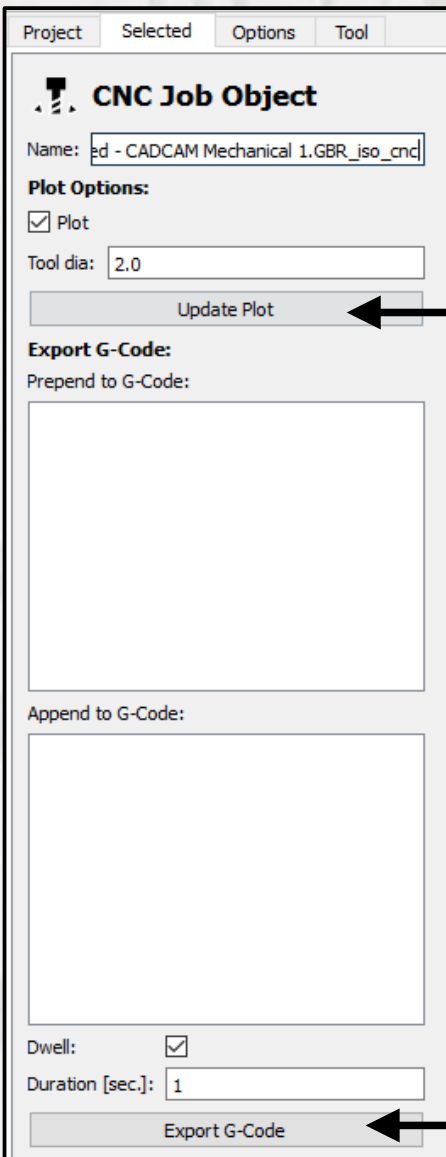 Project Selected Options Tool
CNC Job Object
Name: ed - CADCAM Mechanical 1.GBR_iso_cnc
Plot Options:
Plot
Tool dia: 2.0
Update Plot
Export G-Code:
Prepend to G-Code:
Append to G-Code:
Dwell:
Duration [sec.]: 1
Export G-Code